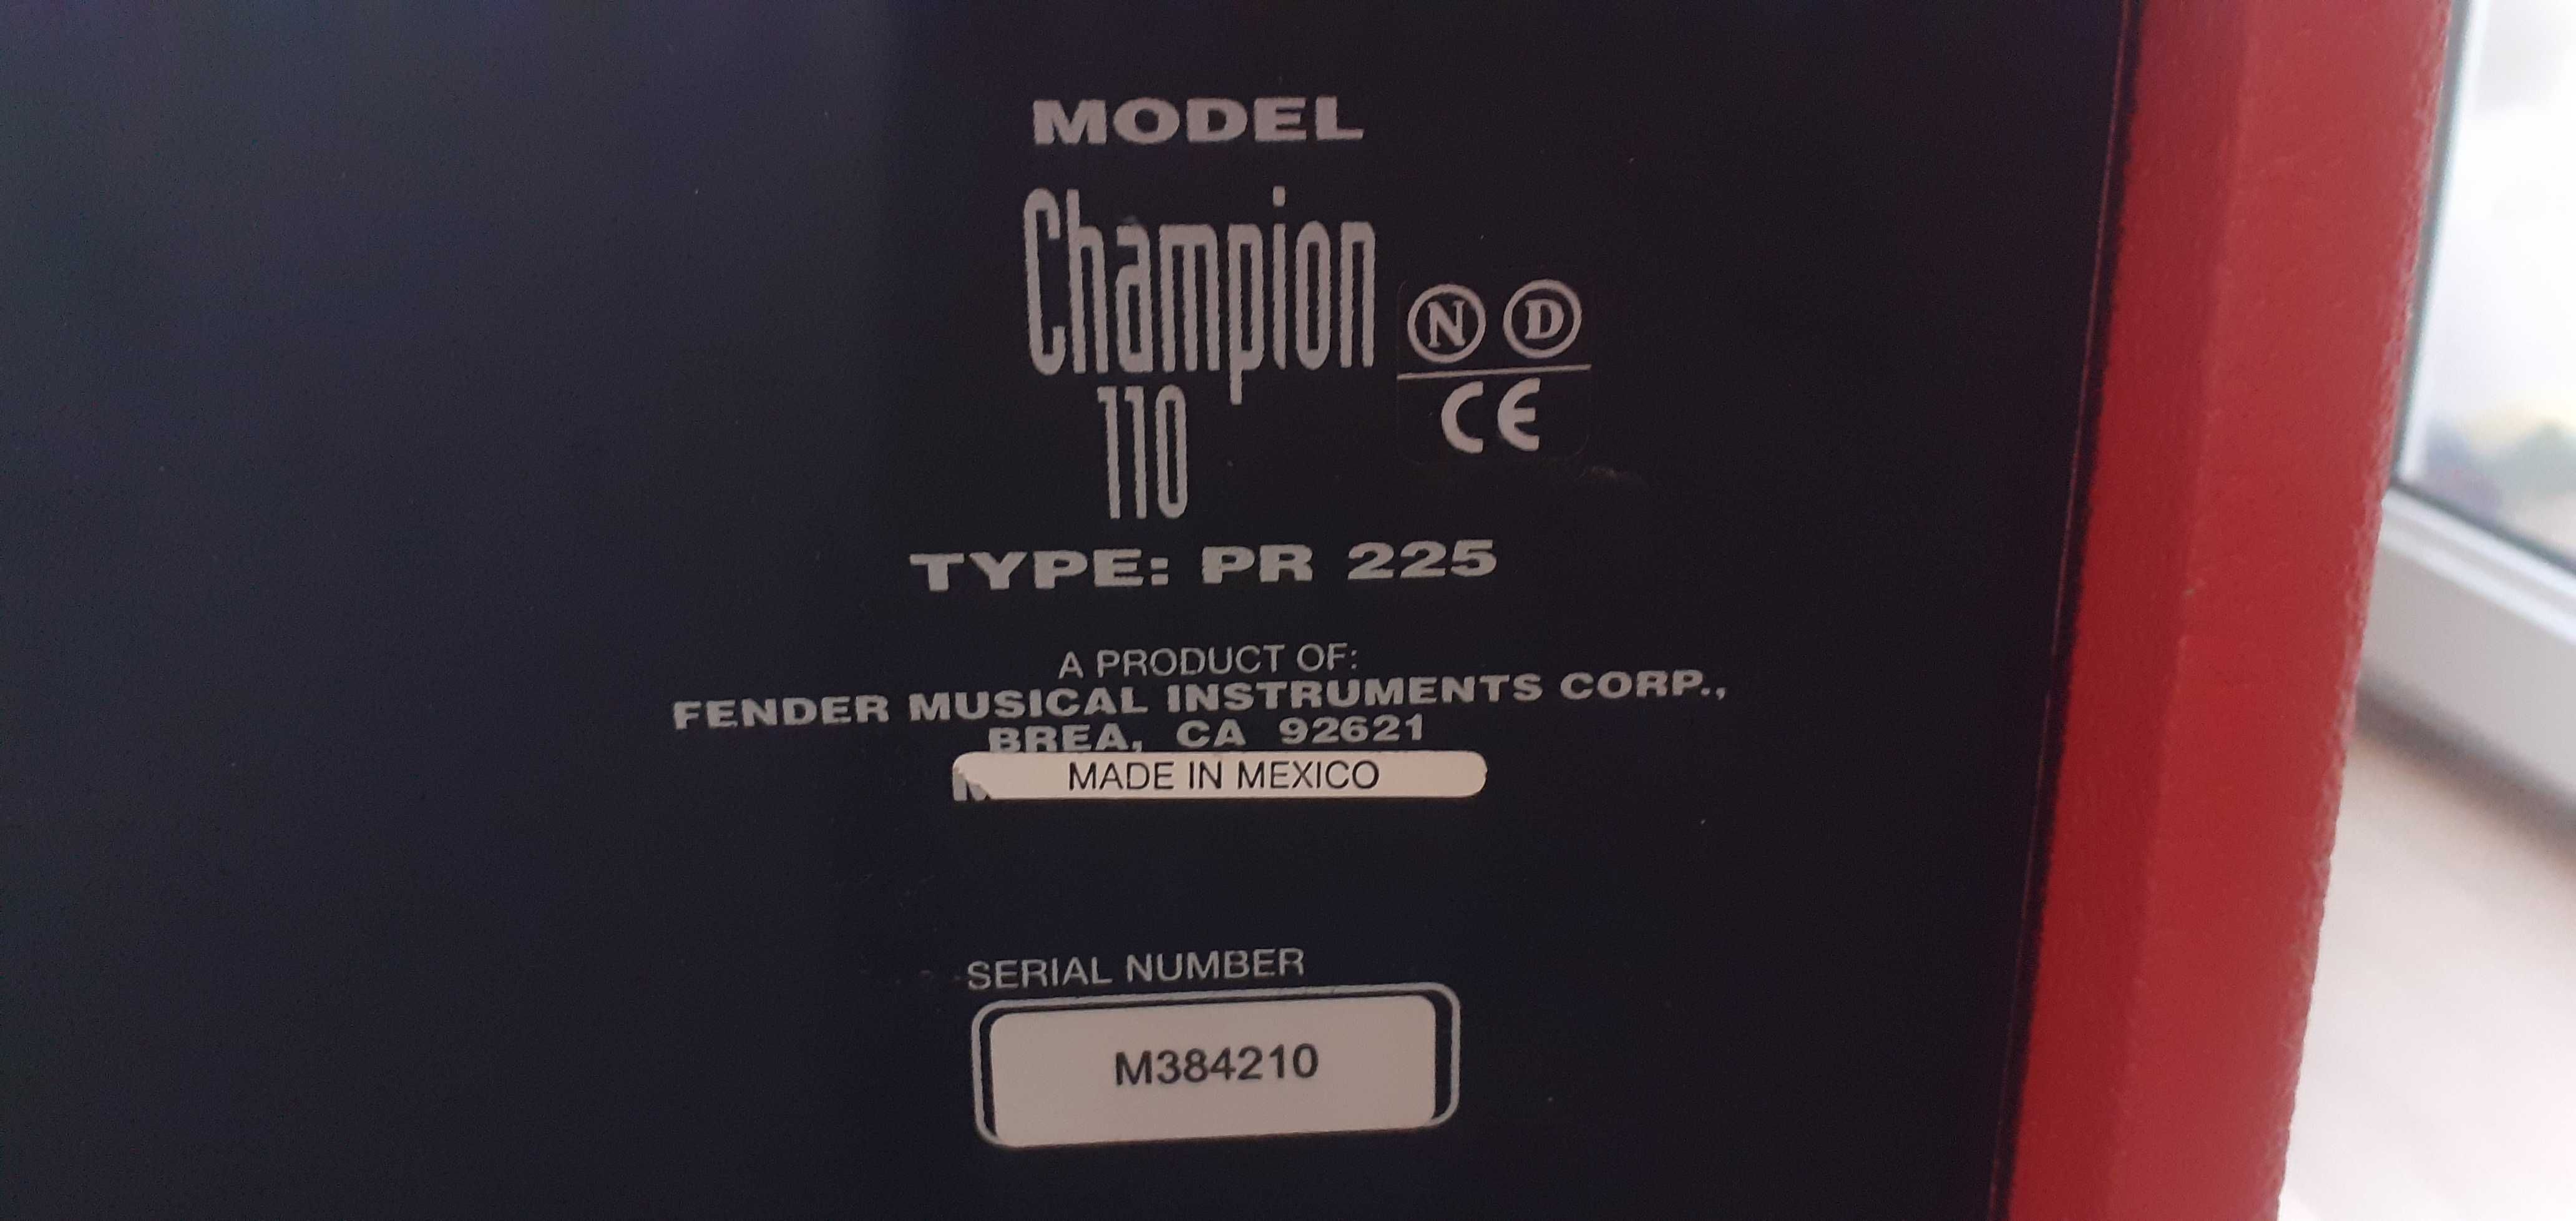 MODEL
Champion
110
N D
CE
TYPE: PR 225
A PRODUCT OF:
FENDER MUSICAL INSTRUMENTS CORP.,
BREA, CA 92621
MADE IN MEXICO
SERIAL NUMBER
M384210